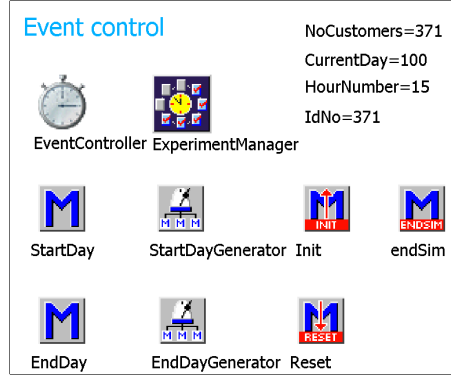 Event control
NoCustomers=371
CurrentDay=100
HourNumber=15
IdNo=371
EventController ExperimentManager
M
M M M
INIT
M
ENDSIM
StartDay StartDayGenerator Init endSim
M
M M M
RESET
EndDay EndDayGenerator Reset